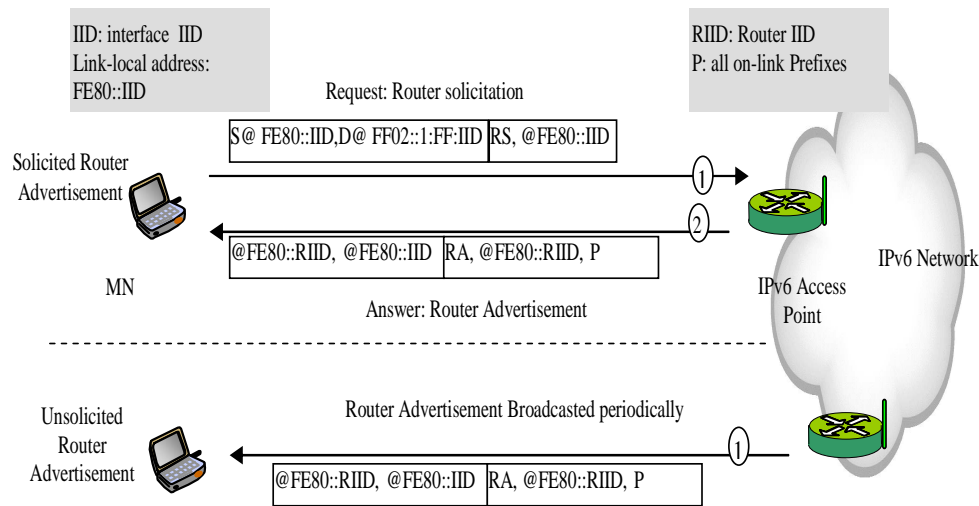 IID: interface IID
Link-local address:
FE80::IID
RIID: Router IID
P: all on-link Prefixes
Request: Router solicitation
S@ FE80::IID,D@ FF02::1:FF:IID RS, @FE80::IID
Solicited Router
Advertisement
1
2
@FE80::RIID, @FE80::IID RA, @FE80::RIID, P
MN
Answer: Router Advertisement
IPv6 Access
Point
IPv6 Network
Unsolicited
Router
Advertisement
Router Advertisement Broadcasted periodically
1
@FE80::RIID, @FE80::IID RA, @FE80::RIID, P